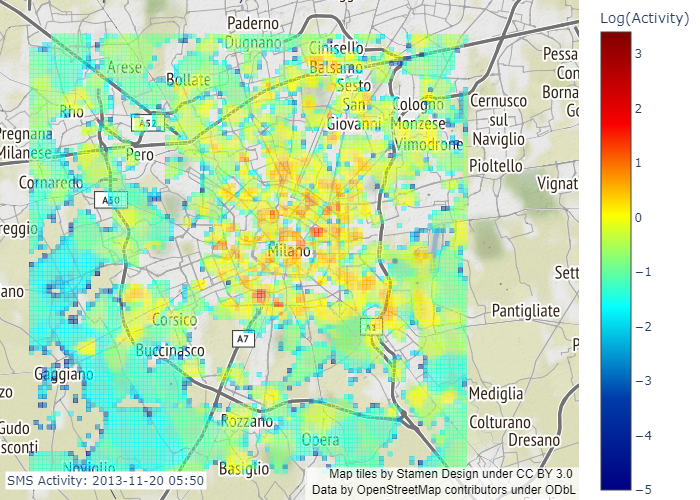 Log(Activity)
Paderno
Dugnano
Cinisello
Balsamo
Arese
Bollate
Sesto
San
Giovanni
Cologno
Monzese
Cernusco
sul
Naviglio
Pessa
Con
Borna
Go
Rho
A52
Vimodrone
Pregnana
Milanese
Pero
Pioltello
Cornaredo
Vignat
A50
reggio
Milano
Sett
ano
Pantigliate
Corsico
A7
A1
Buccinasco
P
Gaggiano
zo
Mediglia
Rozzano
Colturano
Gudo
sconti
Opera
Dresano
Noviglio
Basiglio
SMS Activity: 2013-11-20 05:50
Map tiles by Stamen Design under CC BY 3.0
Data by OpenStreetMap contributors under ODbL
3
2
1
0
−1
−2
−3
−4
−5